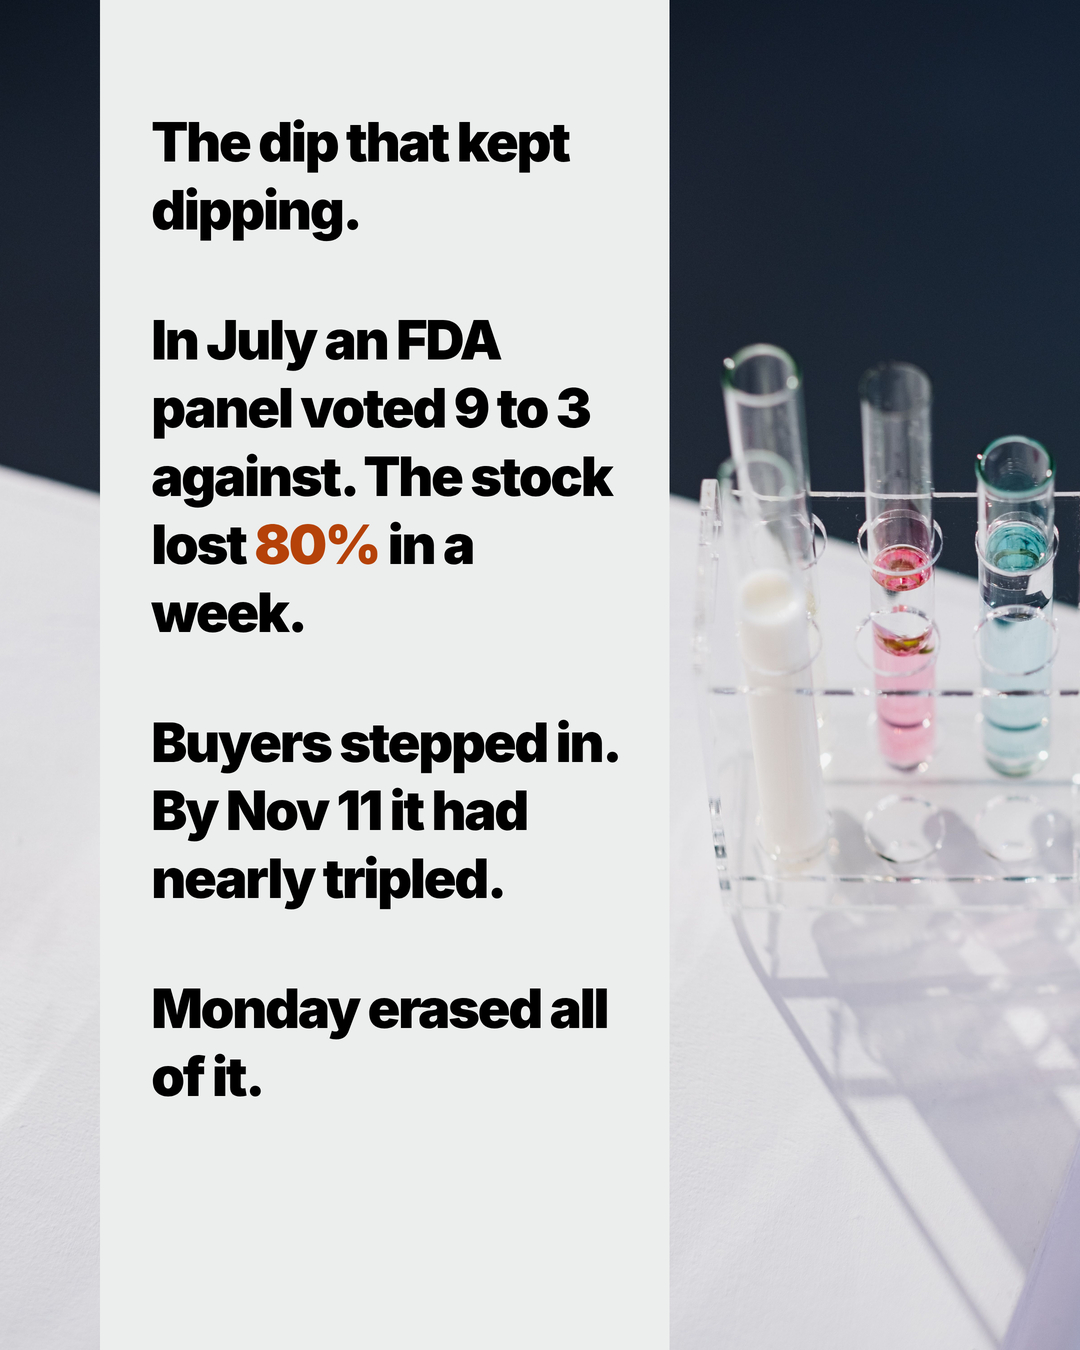 The dip that kept
dipping.
In July an FDA
panel voted 9 to 3
against. The stock
lost 80% in a
week.
Buyers stepped in.
By Nov 11 it had
nearly tripled.
Monday erased all
of it.